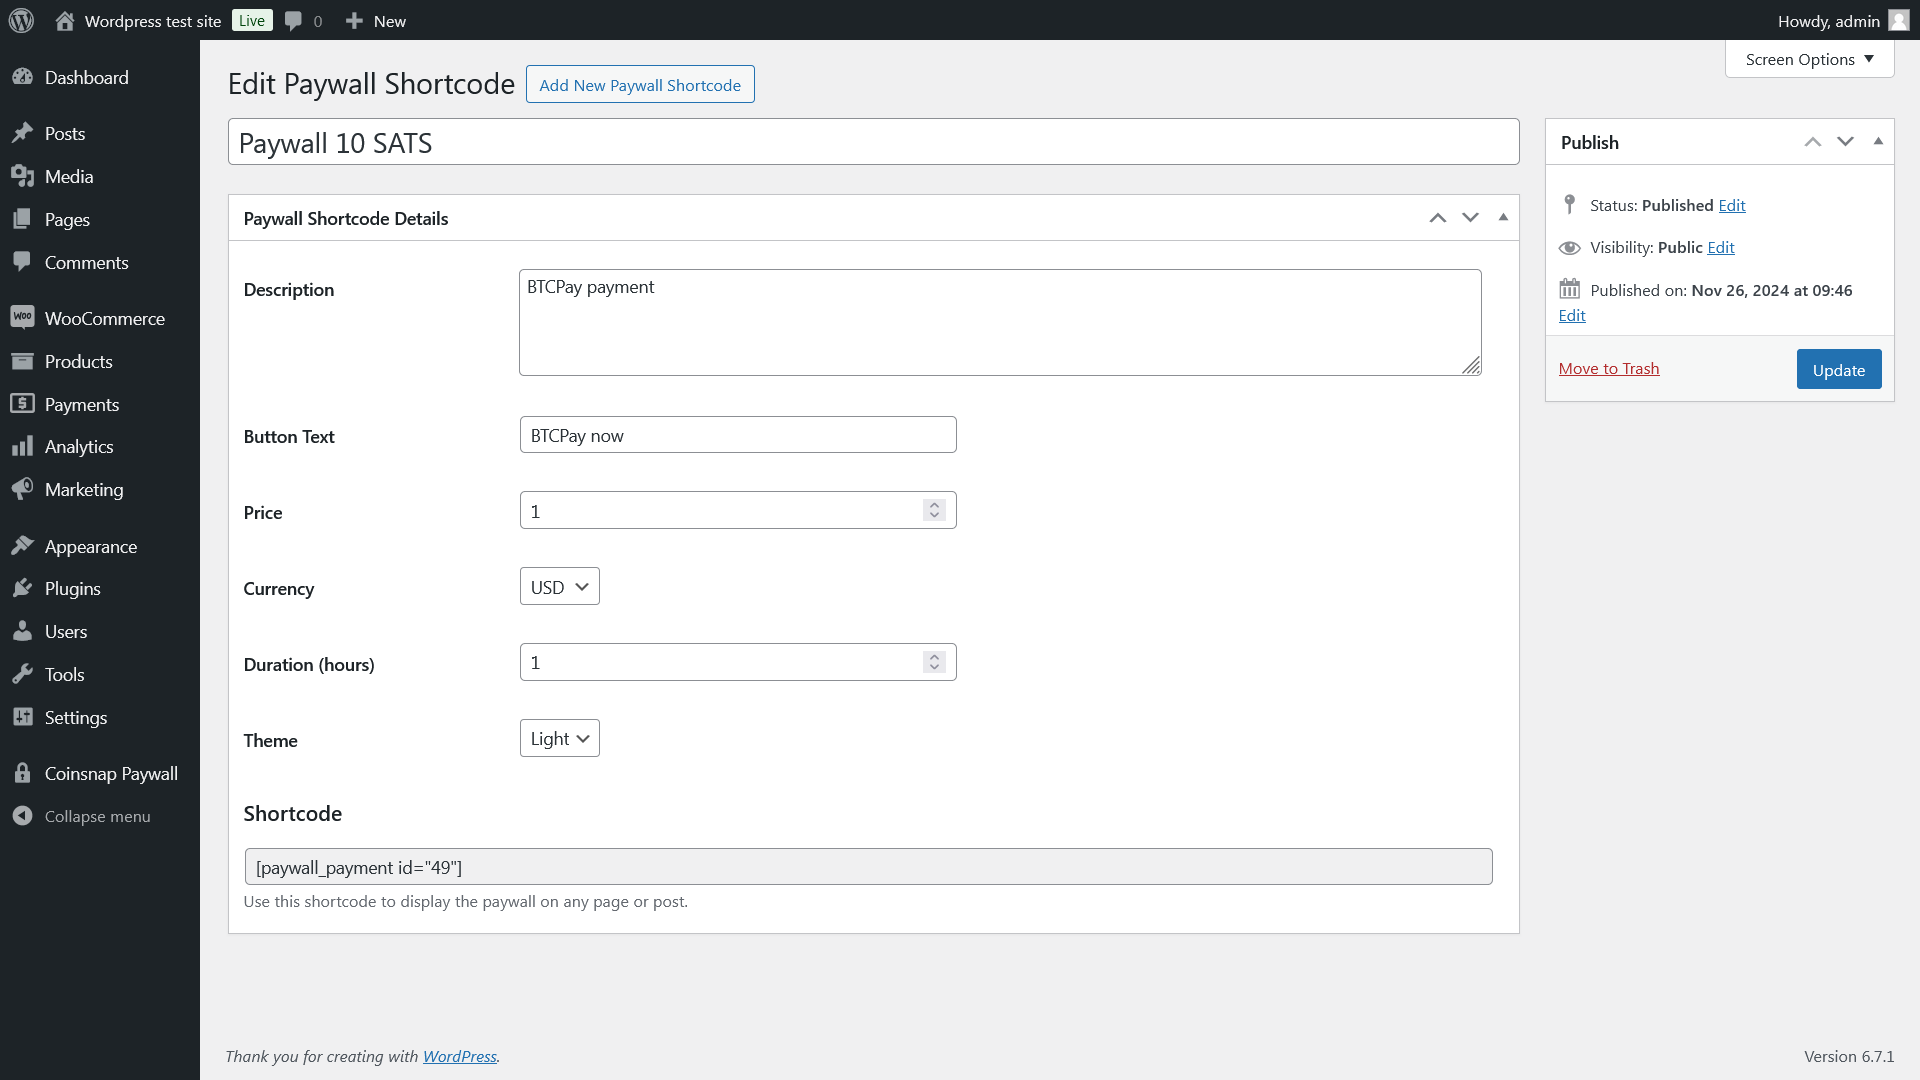 Wordpress test site Live 0 New
Howdy, admin
Screen Options
Dashboard
Posts
Media
Pages
Comments
WooCommerce
Products
Payments
Analytics
Marketing
Appearance
Plugins
Users
Tools
Settings
Coinsnap Paywall
Collapse menu
Edit Paywall Shortcode
Add New Paywall Shortcode
Paywall 10 SATS
Paywall Shortcode Details
Description
BTCPay payment
Button Text
BTCPay now
Price
1
Currency
USD
Duration (hours)
1
Theme
Light
Shortcode
[paywall_payment id="49"]
Use this shortcode to display the paywall on any page or post.
Publish
Status: Published Edit
Visibility: Public Edit
Published on: Nov 26, 2024 at 09:46
Edit
Move to Trash
Update
Thank you for creating with WordPress.
Version 6.7.1